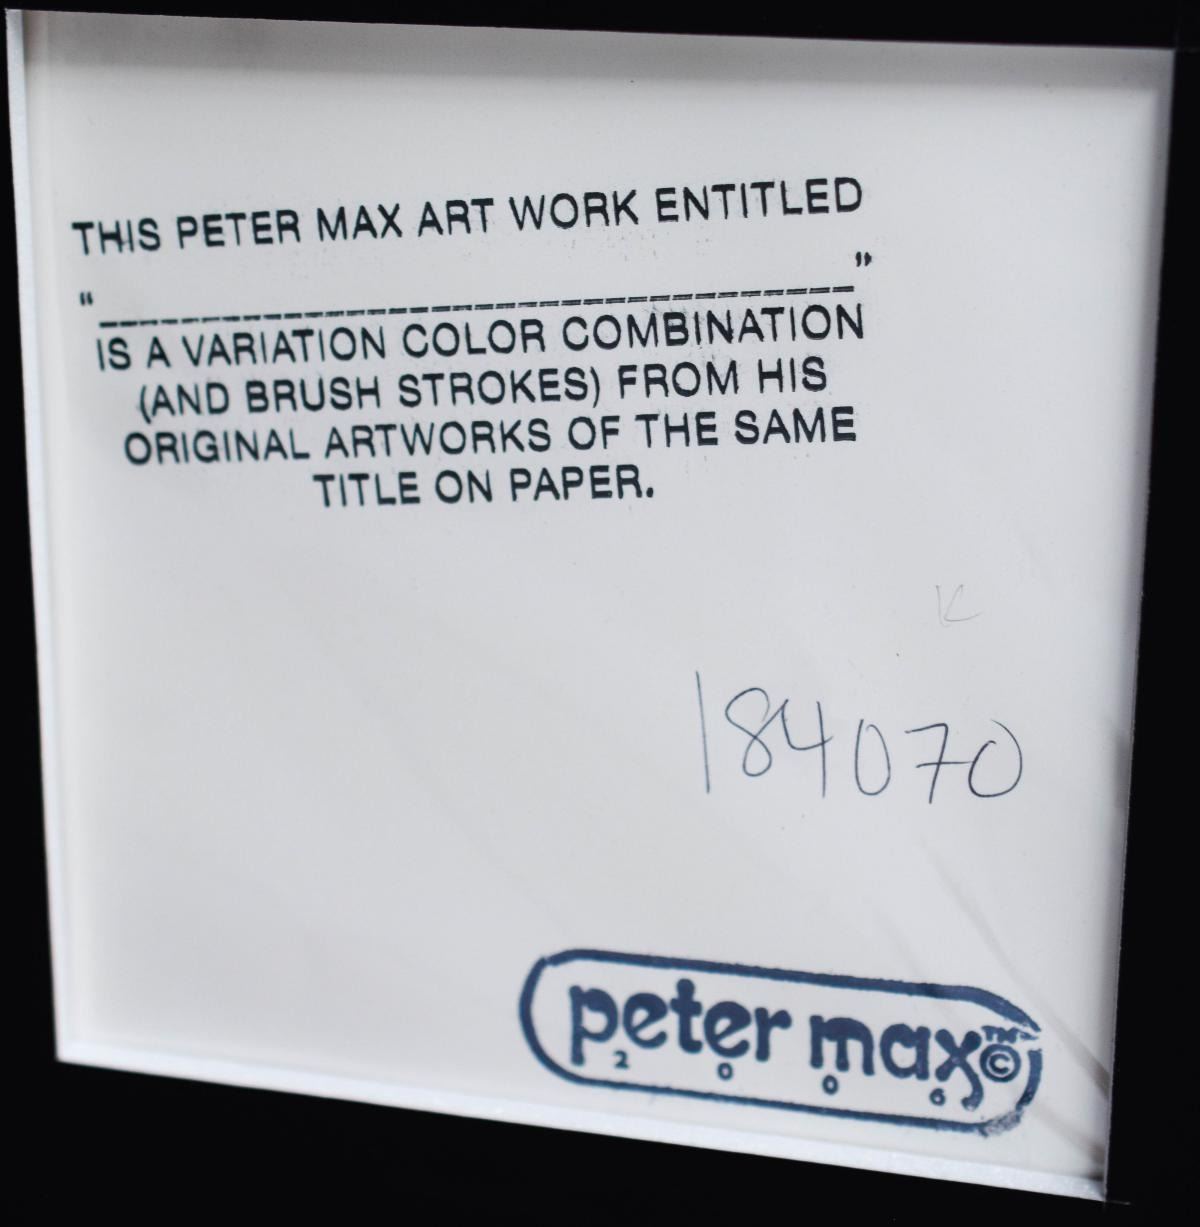 THIS PETER MAX ART WORK ENTITLED
“____________________”
IS A VARIATION COLOR COMBINATION
(AND BRUSH STROKES) FROM HIS
ORIGINAL ARTWORKS OF THE SAME
TITLE ON PAPER.
K
184070
peter max™©
2006